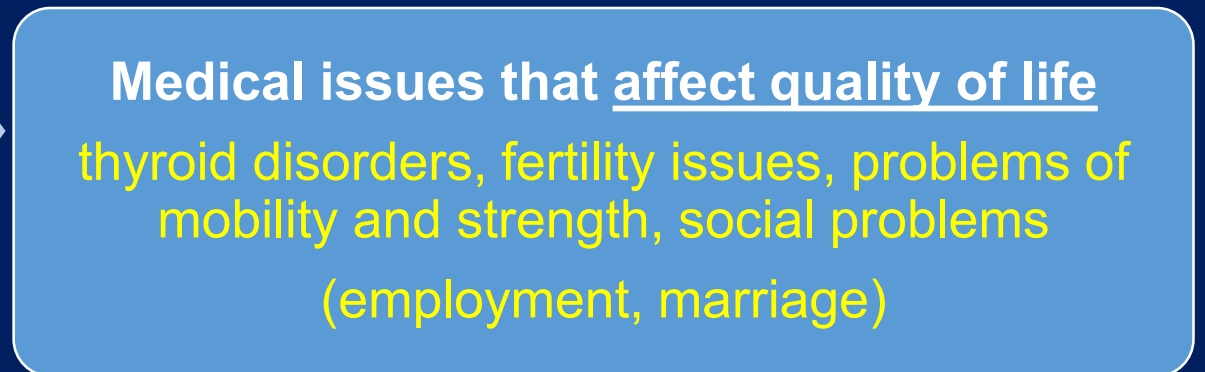 Medical issues that affect quality of life
thyroid disorders, fertility issues, problems of
mobility and strength, social problems
(employment, marriage)